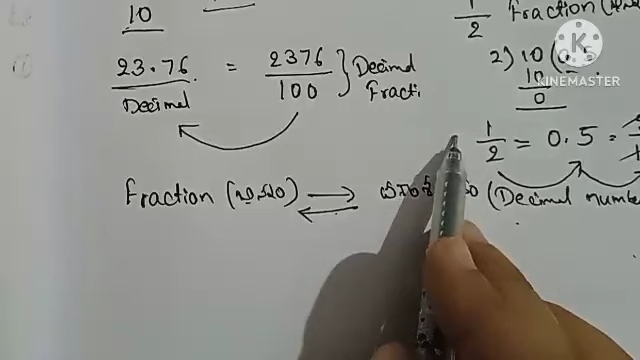 10
23.76 = 2376/100 } Decimal
Decimal
Fracti
1/2 Fraction
2) 10 (0.5
10
0
1/2 = 0.5 =
Fraction
(Decimal number
KINEMASTER